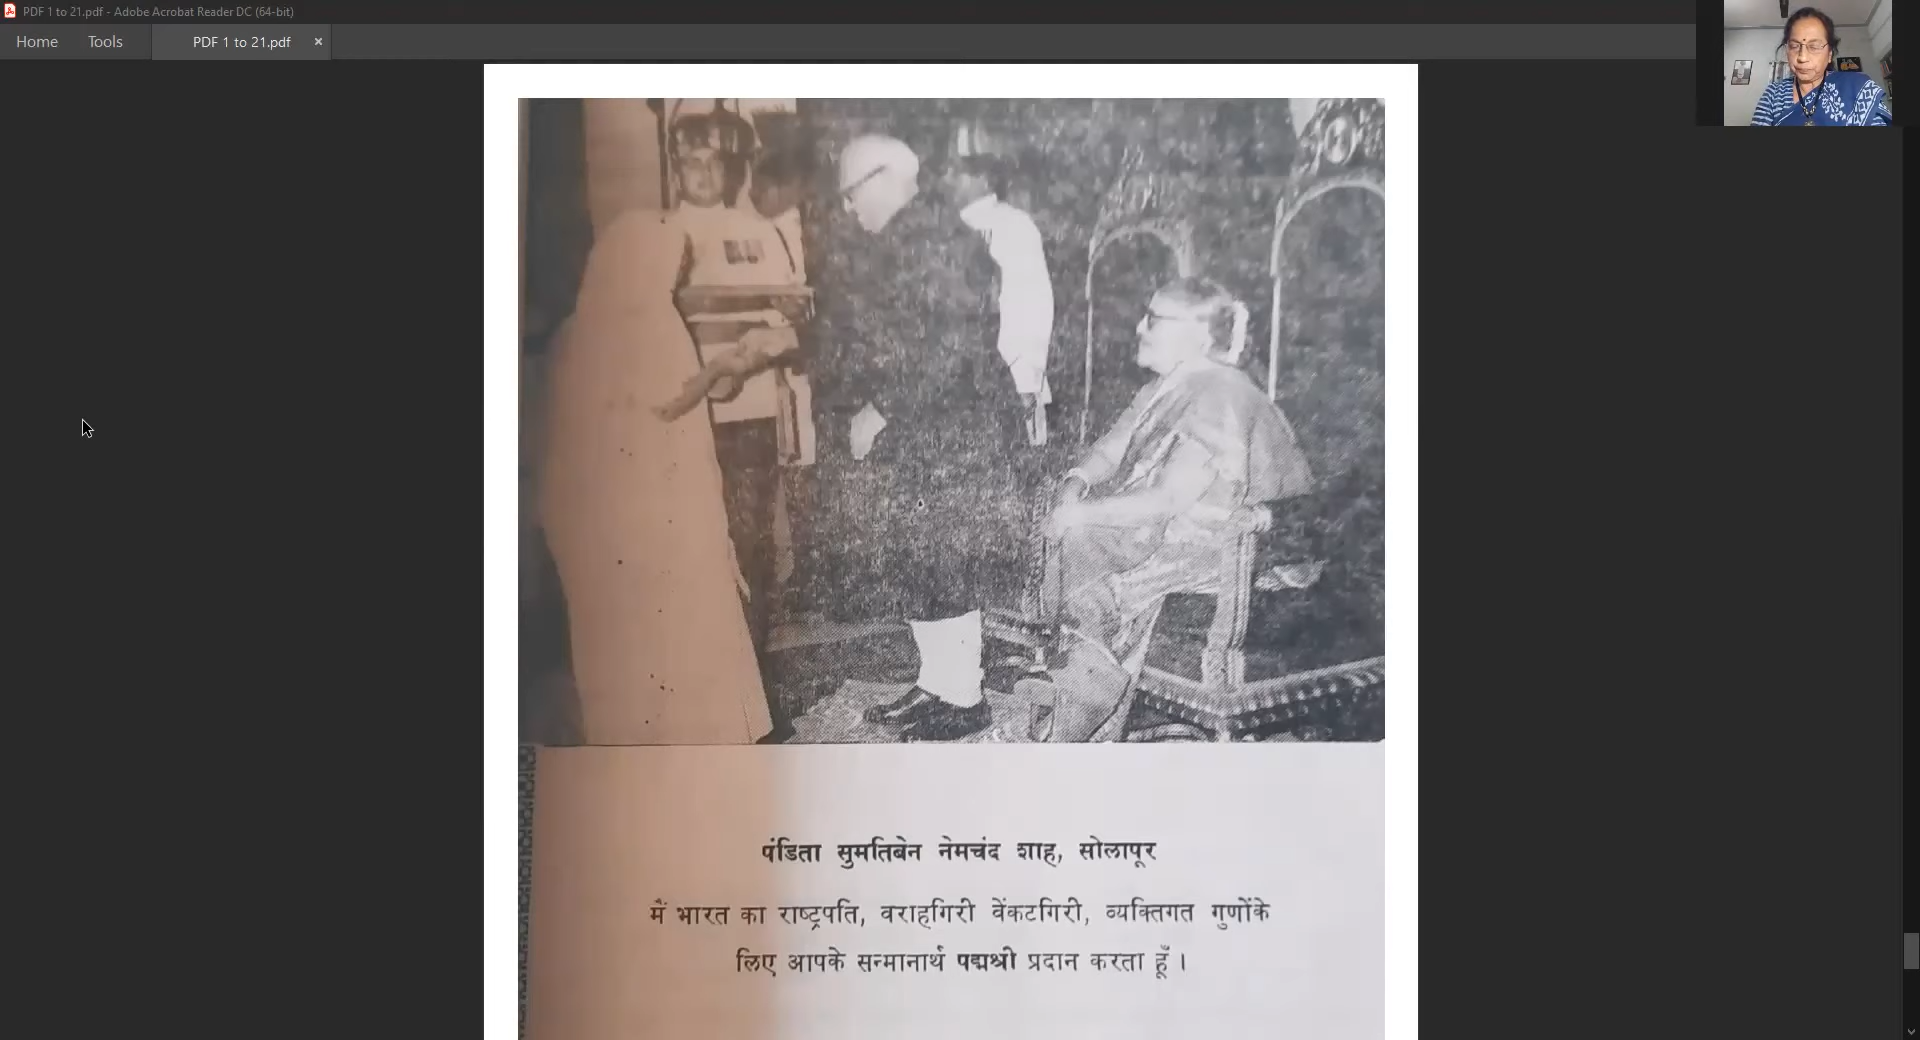 PDF 1 to 21.pdf - Adobe Acrobat Reader DC (64-bit)
Home Tools PDF 1 to 21.pdf ×
पंडिता सुमतिबेन नेमचंद शाह, सोलापूर
मैं भारत का राष्ट्रपति, वराहगिरी वेंकटगिरी, व्यक्तिगत गुणोंके
लिए आपके सन्मानार्थ पद्मश्री प्रदान करता हूँ ।